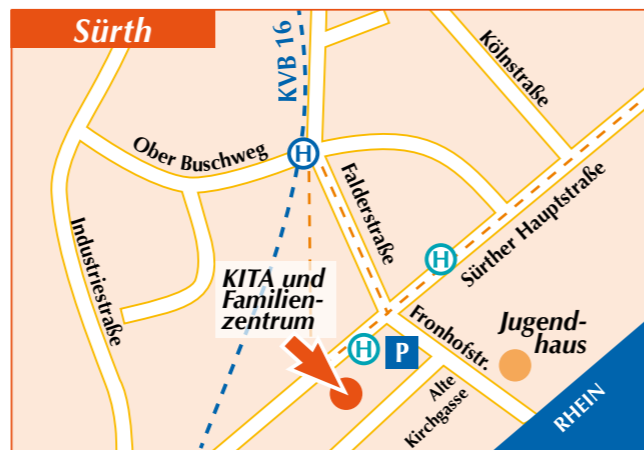 Sürth
KVB 16
Kölnstraße
Ober Buschweg
H
Falderstraße
Industriestraße
Sürther Hauptstraße
H
KITA und
Familien-
zentrum
Fronhofstr.
Jugend-
haus
H
P
Alte
Kirchgasse
RHEIN